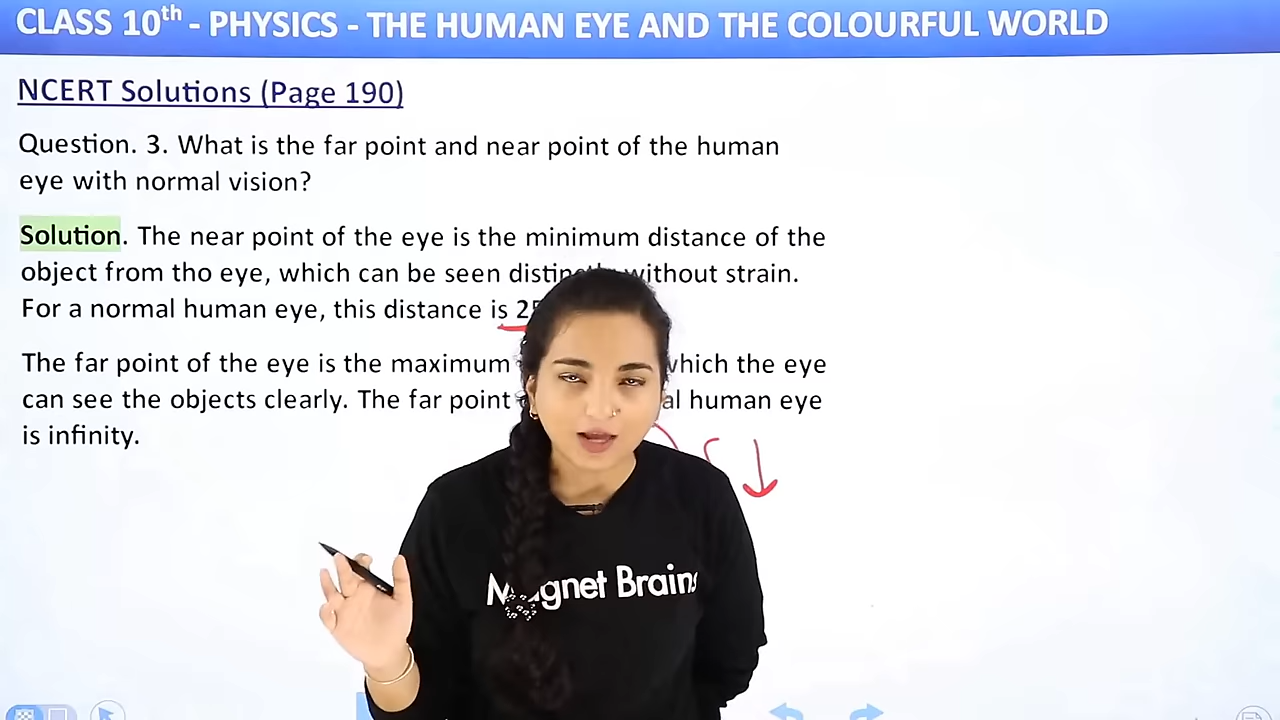 CLASS 10th - PHYSICS - THE HUMAN EYE AND THE COLOURFUL WORLD
NCERT Solutions (Page 190)
Question. 3. What is the far point and near point of the human
eye with normal vision?
Solution. The near point of the eye is the minimum distance of the
object from tho eye, which can be seen without strain.
For a normal human eye, this distance is
The far point of the eye is the maximum which the eye
can see the objects clearly. The far point human eye
is infinity.
Magnet Brains